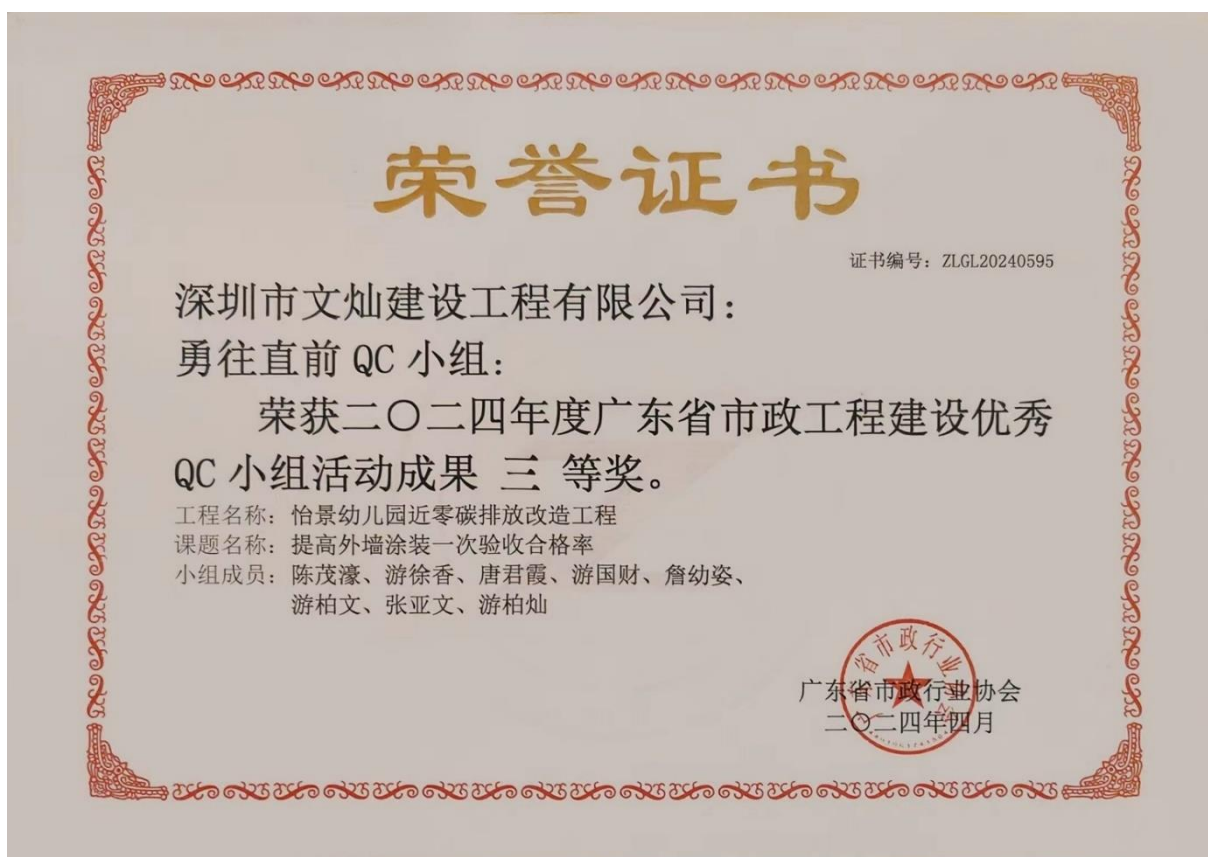 荣誉证书
证书编号：ZLGL20240595
深圳市文灿建设工程有限公司：
勇往直前 QC 小组：
荣获二〇二四年度广东省市政工程建设优秀
QC 小组活动成果 三 等奖。
工程名称：怡景幼儿园近零碳排放改造工程
课题名称：提高外墙涂装一次验收合格率
小组成员：陈茂濠、游徐香、唐君霞、游国财、詹幼姿、
游柏文、张亚文、游柏灿
广东省市政行业协会
二〇二四年四月